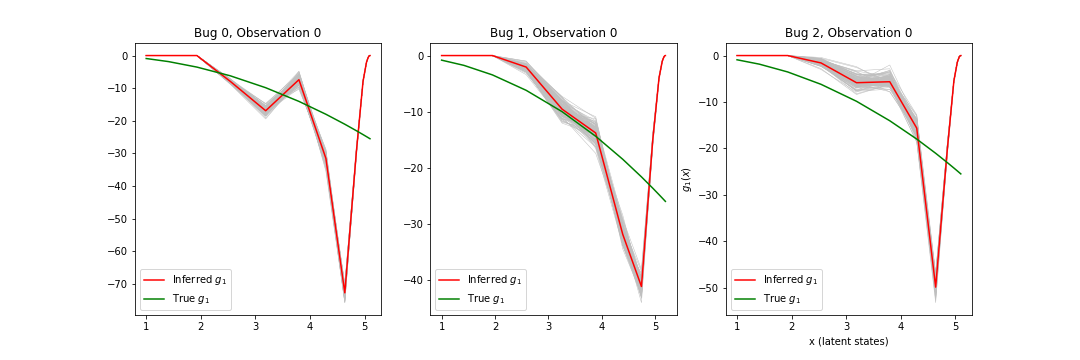 Bug 0, Observation 0
0
−10
−20
−30
−40
−50
−60
−70
1 2 3 4 5
Inferred g₁
True g₁
Bug 1, Observation 0
0
−10
−20
−30
−40
1 2 3 4 5
Inferred g₁
True g₁
Bug 2, Observation 0
g₁(x)
0
−10
−20
−30
−40
−50
1 2 3 4 5
Inferred g₁
True g₁
x (latent states)